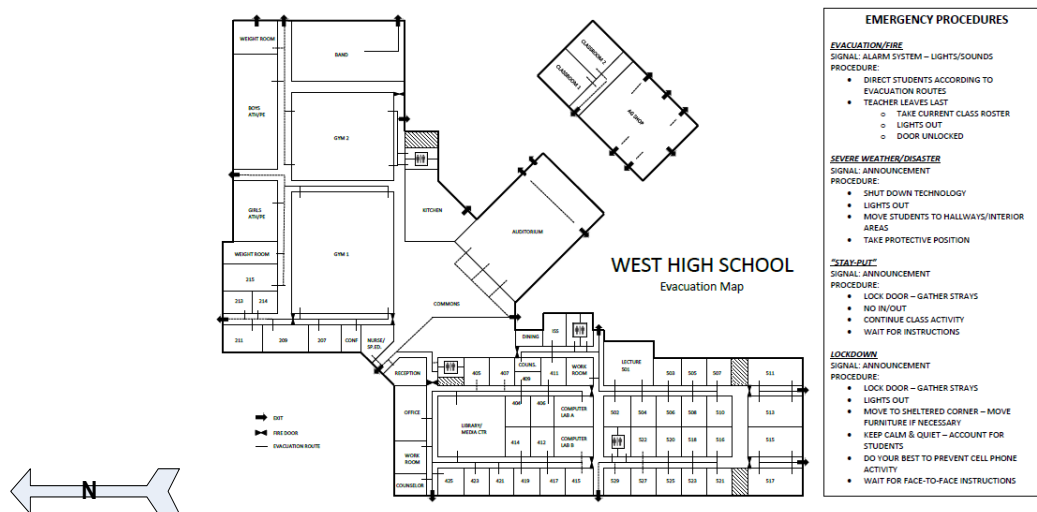 WEIGHT ROOM
BAND
BOYS
ATH/PE
GYM 2
GIRLS
ATH/PE
KITCHEN
WEIGHT ROOM
GYM 1
215
213
214
211
209
207
CONF
NURSE/
SP.ED.
COMMONS
AUDITORIUM
CLASSROOM 2
CLASSROOM 1
AG SHOP
WEST HIGH SCHOOL
Evacuation Map
DINING
ISS
RECEPTION
405
407
COUNS.
409
411
WORK
ROOM
LECTURE
501
503
505
507
511
OFFICE
404
406
COMPUTER
LAB A
502
504
506
508
510
513
LIBRARY/
MEDIA CTR
414
412
COMPUTER
LAB B
522
520
518
516
515
WORK
ROOM
COUNSELOR
425
423
421
419
417
415
529
527
525
523
521
517
EXIT
FIRE DOOR
EVACUATION ROUTE
N
EMERGENCY PROCEDURES
EVACUATION/FIRE
SIGNAL: ALARM SYSTEM – LIGHTS/SOUNDS
PROCEDURE:
• DIRECT STUDENTS ACCORDING TO
EVACUATION ROUTES
• TEACHER LEAVES LAST
o TAKE CURRENT CLASS ROSTER
o LIGHTS OUT
o DOOR UNLOCKED
SEVERE WEATHER/DISASTER
SIGNAL: ANNOUNCEMENT
PROCEDURE:
• SHUT DOWN TECHNOLOGY
• LIGHTS OUT
• MOVE STUDENTS TO HALLWAYS/INTERIOR
AREAS
• TAKE PROTECTIVE POSITION
"STAY-PUT"
SIGNAL: ANNOUNCEMENT
PROCEDURE:
• LOCK DOOR – GATHER STRAYS
• NO IN/OUT
• CONTINUE CLASS ACTIVITY
• WAIT FOR INSTRUCTIONS
LOCKDOWN
SIGNAL: ANNOUNCEMENT
PROCEDURE:
• LOCK DOOR – GATHER STRAYS
• LIGHTS OUT
• MOVE TO SHELTERED CORNER – MOVE
FURNITURE IF NECESSARY
• KEEP CALM & QUIET – ACCOUNT FOR
STUDENTS
• DO YOUR BEST TO PREVENT CELL PHONE
ACTIVITY
• WAIT FOR FACE-TO-FACE INSTRUCTIONS